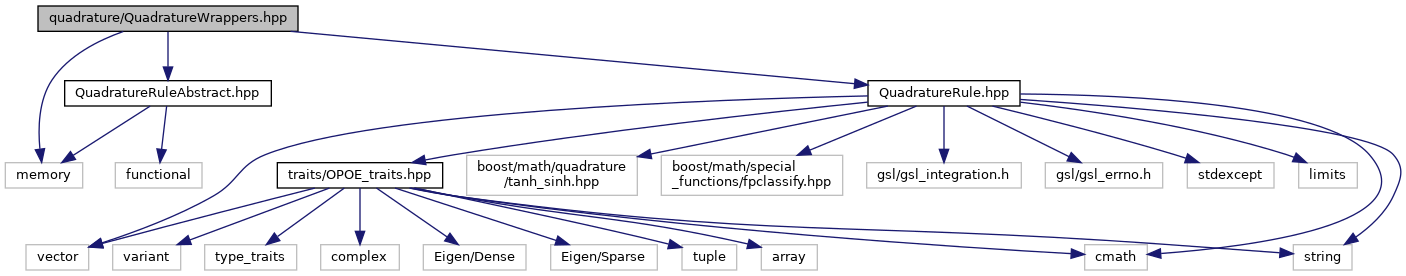 quadrature/QuadratureWrappers.hpp
QuadratureRuleAbstract.hpp
QuadratureRule.hpp
memory
functional
traits/OPOE_traits.hpp
boost/math/quadrature
/tanh_sinh.hpp
boost/math/special
_functions/fpclassify.hpp
gsl/gsl_integration.h
gsl/gsl_errno.h
stdexcept
limits
vector
variant
type_traits
complex
Eigen/Dense
Eigen/Sparse
tuple
array
cmath
string